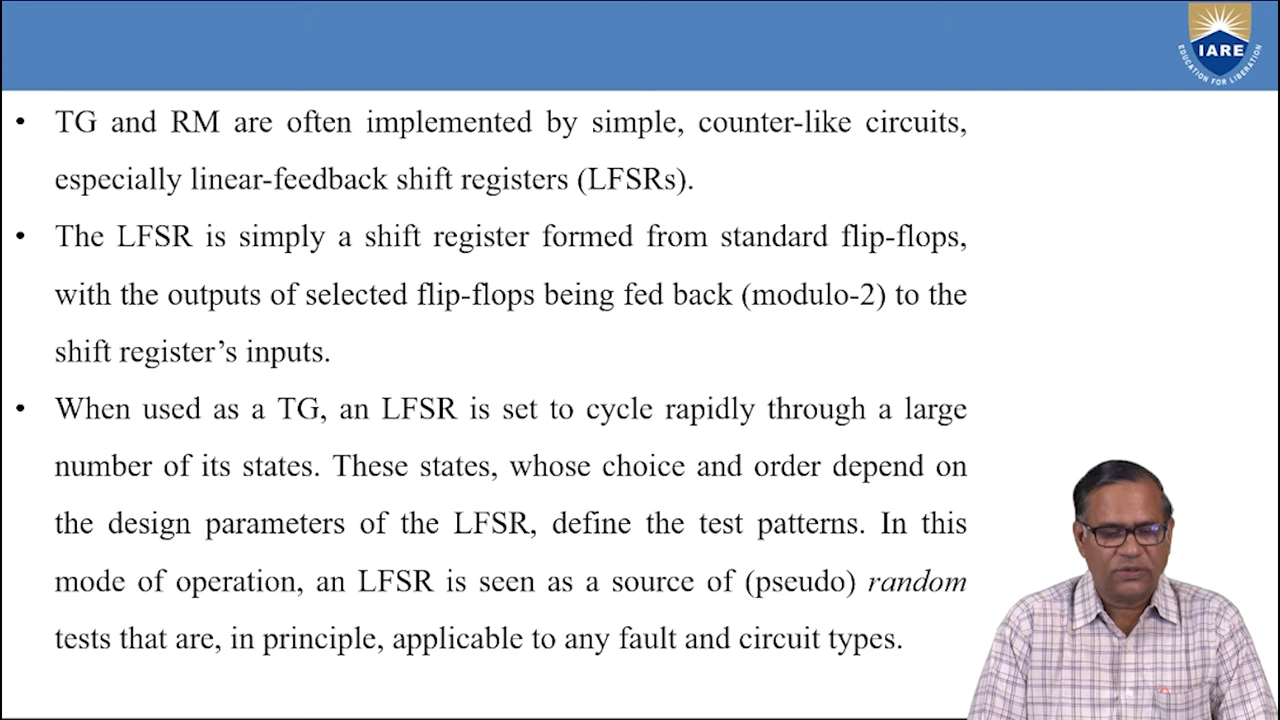 IARE
EDUCATION FOR LIBERATION
• TG and RM are often implemented by simple, counter-like circuits,
especially linear-feedback shift registers (LFSRs).
• The LFSR is simply a shift register formed from standard flip-flops,
with the outputs of selected flip-flops being fed back (modulo-2) to the
shift register’s inputs.
• When used as a TG, an LFSR is set to cycle rapidly through a large
number of its states. These states, whose choice and order depend on
the design parameters of the LFSR, define the test patterns. In this
mode of operation, an LFSR is seen as a source of (pseudo) random
tests that are, in principle, applicable to any fault and circuit types.